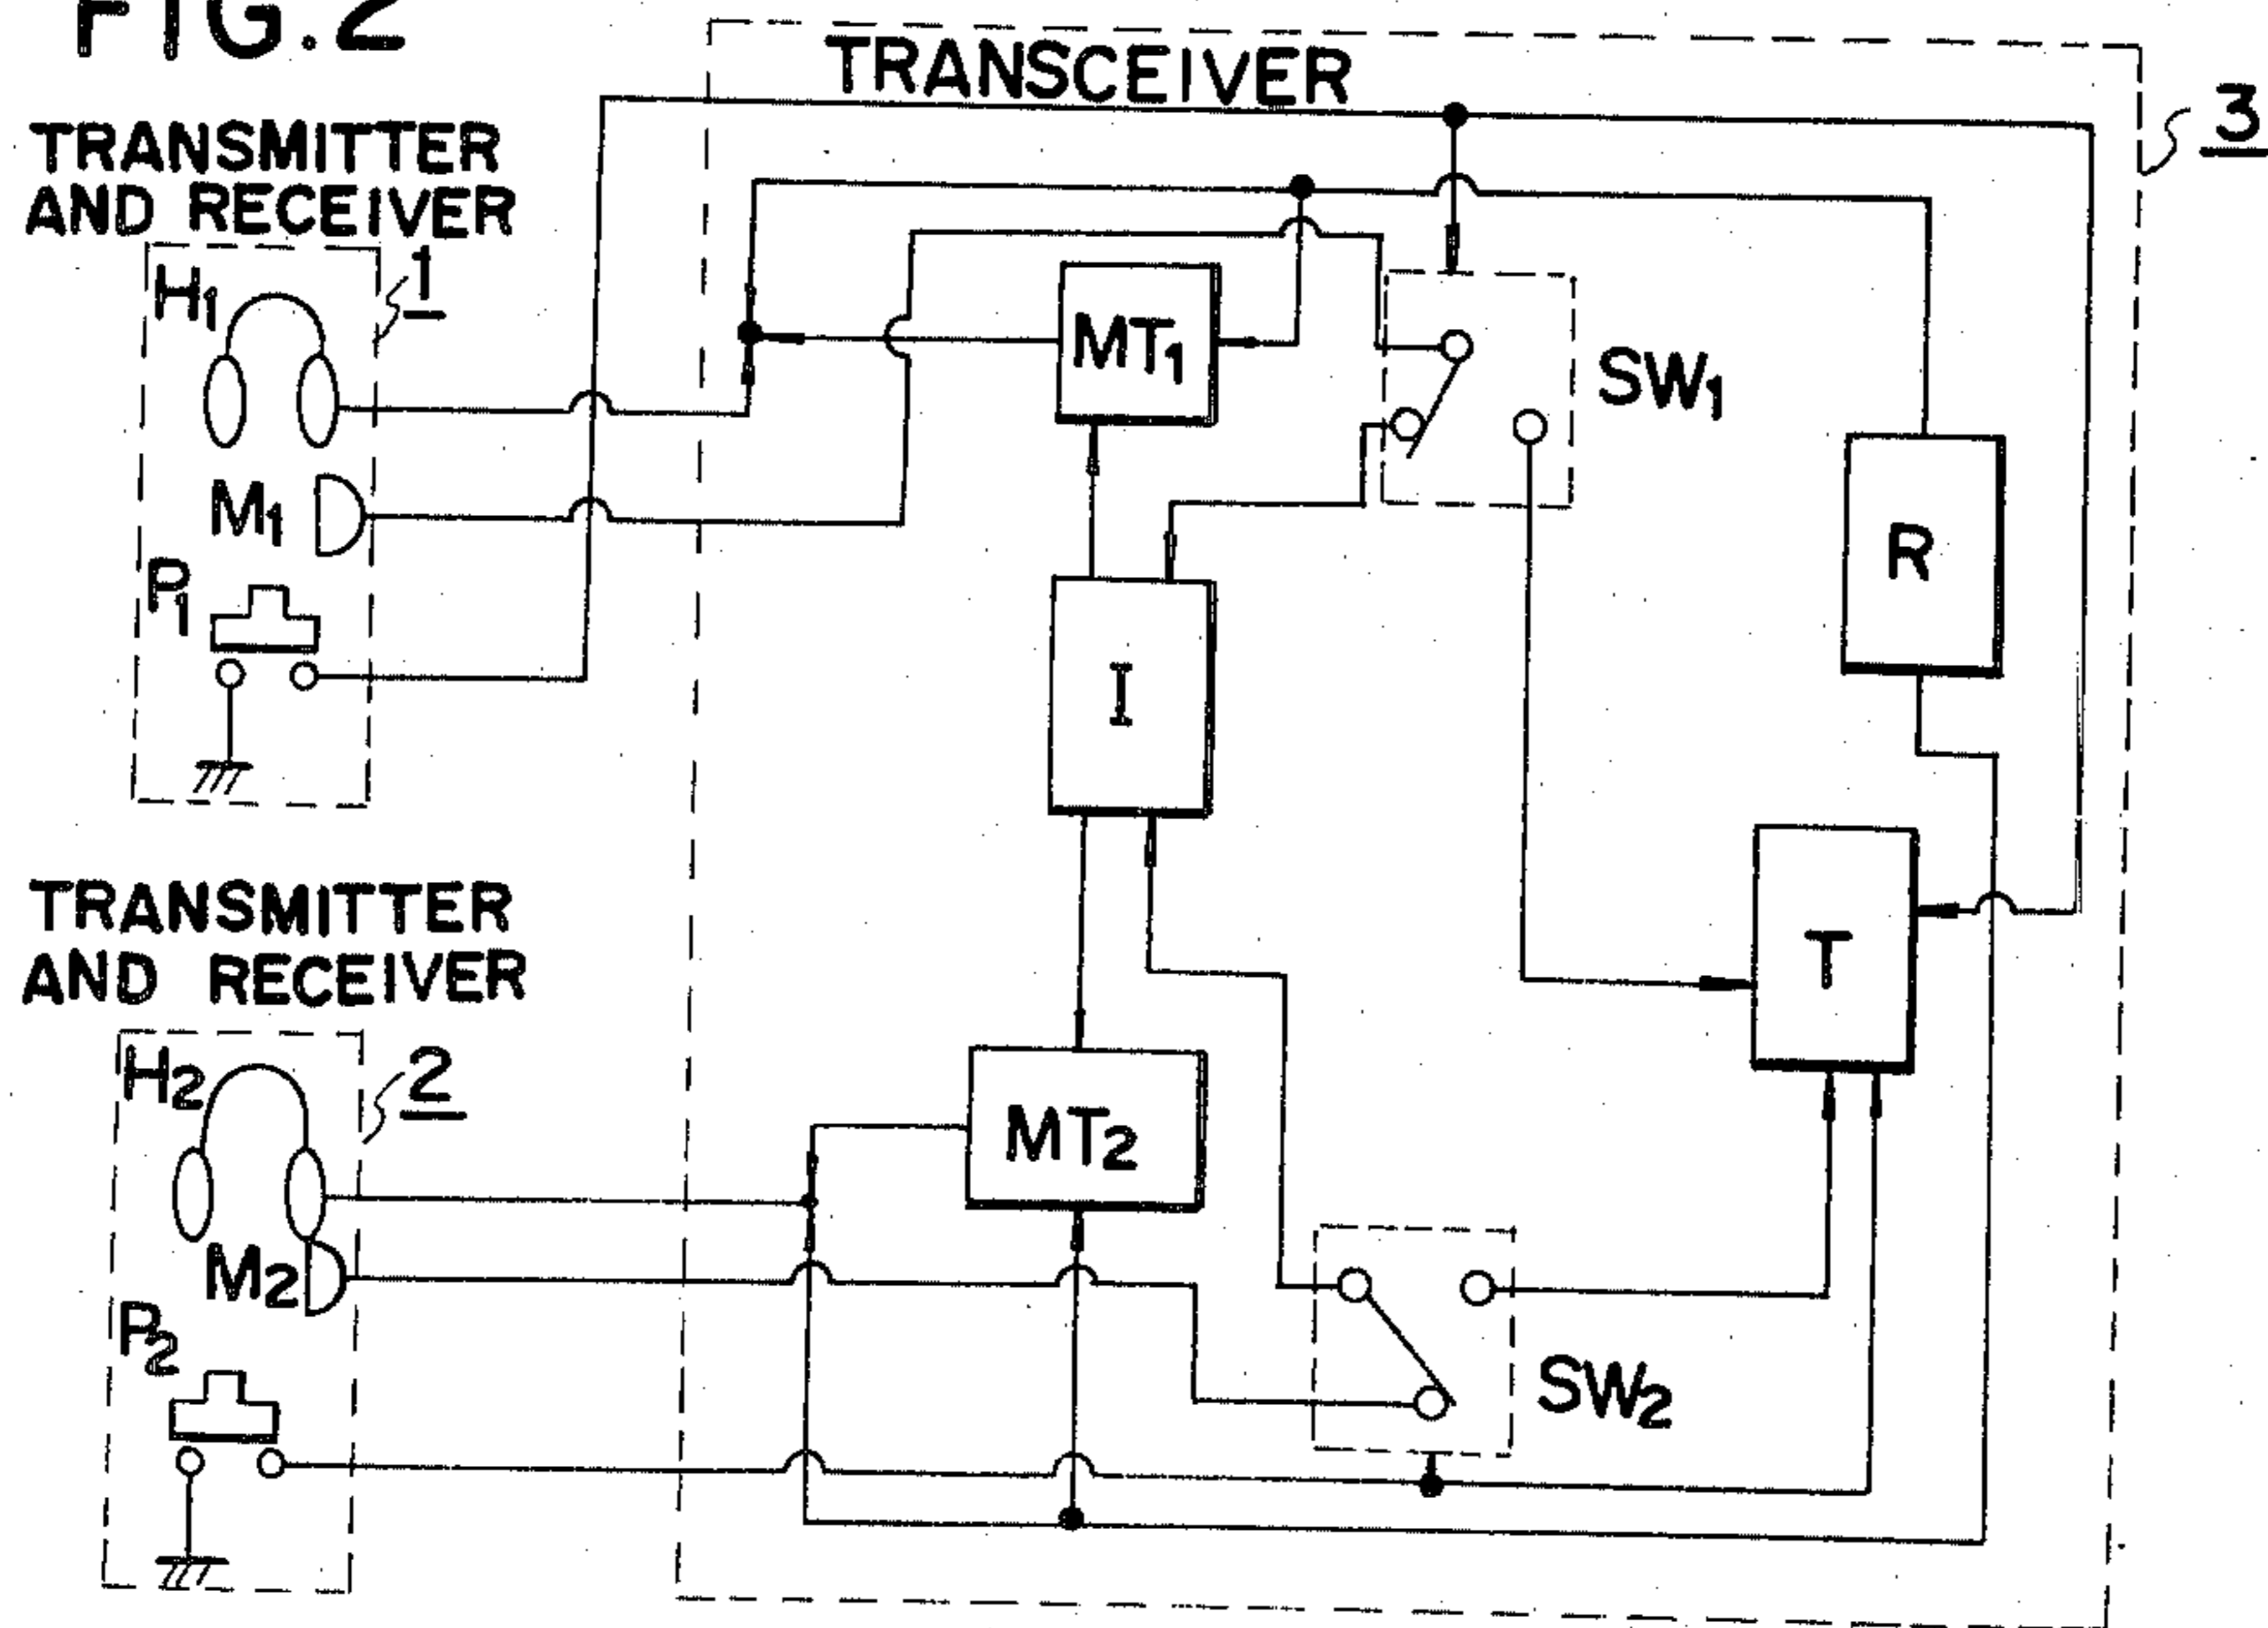 FIG.2
TRANSCEIVER
3
TRANSMITTER
AND RECEIVER
1
H1
MT1
SW1
M1
R
P1
I
TRANSMITTER
AND RECEIVER
T
2
H2
MT2
M2
P2
SW2